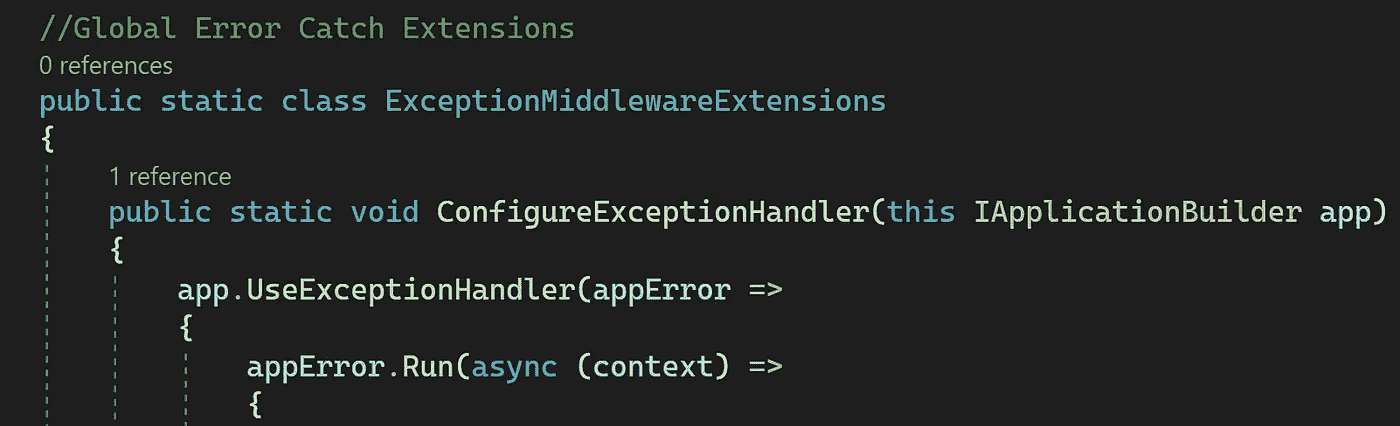 //Global Error Catch Extensions
0 references
public static class ExceptionMiddlewareExtensions
{
1 reference
public static void ConfigureExceptionHandler(this IApplicationBuilder app)
{
app.UseExceptionHandler(appError =>
{
appError.Run(async (context) =>
{